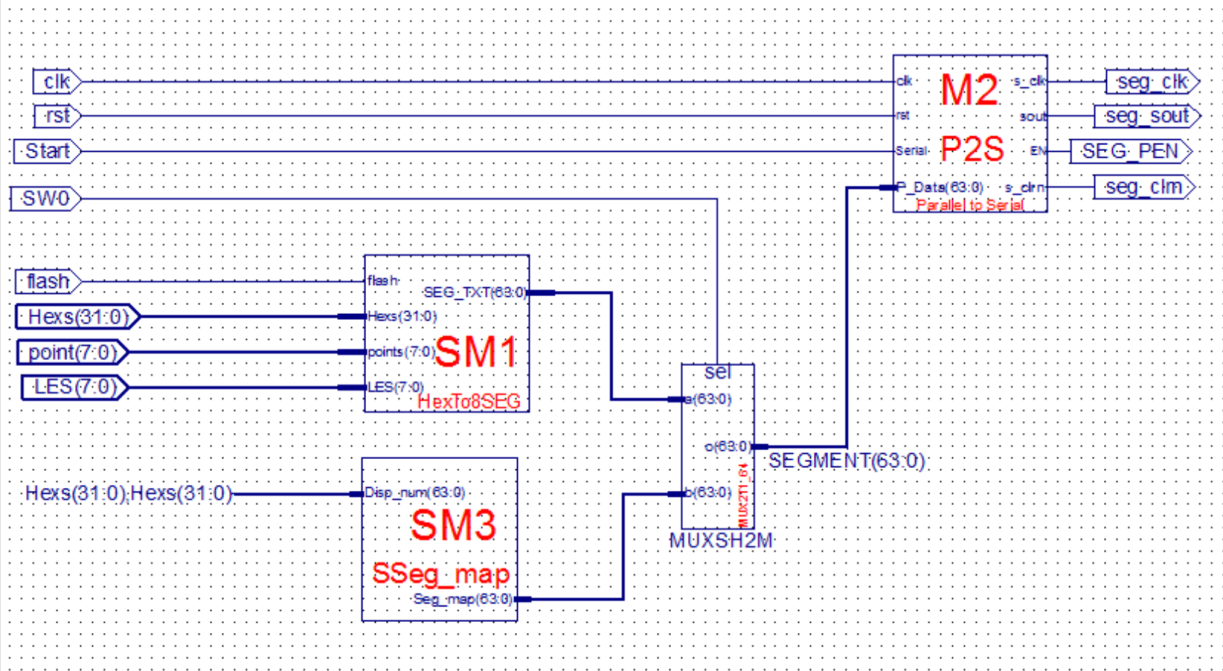 clk
rst
Start
SW0
flash
Hexs(31:0)
point(7:0)
LES(7:0)
Hexs(31:0),Hexs(31:0)
flash
SEG_TXT(63:0)
Hexs(31:0)
points(7:0)
SM1
LES(7:0)
HexTo8SEG
Disp_num(63:0)
SM3
SSeg_map
Seg_map(63:0)
sel
a(63:0)
o(63:0)
b(63:0)
MUX2T1_64
MUXSH2M
SEGMENT(63:0)
clk
M2
s_clk
rst
sout
Serial
P2S
EN
P_Data(63:0)
s_clrn
Parallel to Serial
seg_clk
seg_sout
SEG_PEN
seg_clrn